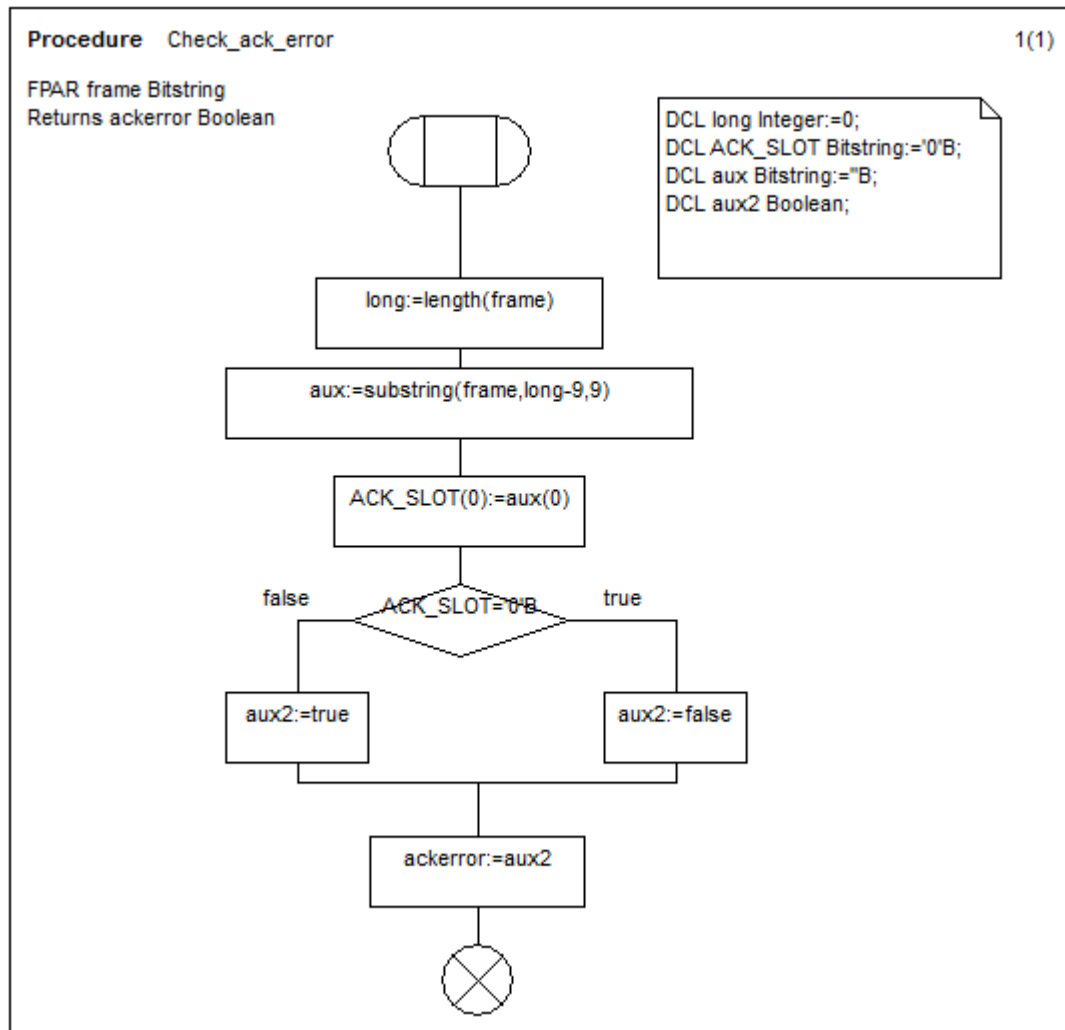 Procedure Check_ack_error 1(1)
FPAR frame Bitstring
Returns ackerror Boolean
DCL long Integer:=0;
DCL ACK_SLOT Bitstring:='0'B;
DCL aux Bitstring:=''B;
DCL aux2 Boolean;
long:=length(frame)
aux:=substring(frame,long-9,9)
ACK_SLOT(0):=aux(0)
false
ACK_SLOT='0'B
true
aux2:=true
aux2:=false
ackerror:=aux2